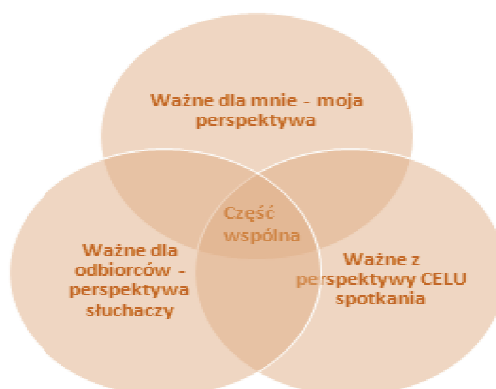 Ważne dla mnie - moja
perspektywa
Część
wspólna
Ważne dla
odbiorców -
perspektywa
słuchaczy
Ważne z
perspektywy CELU
spotkania